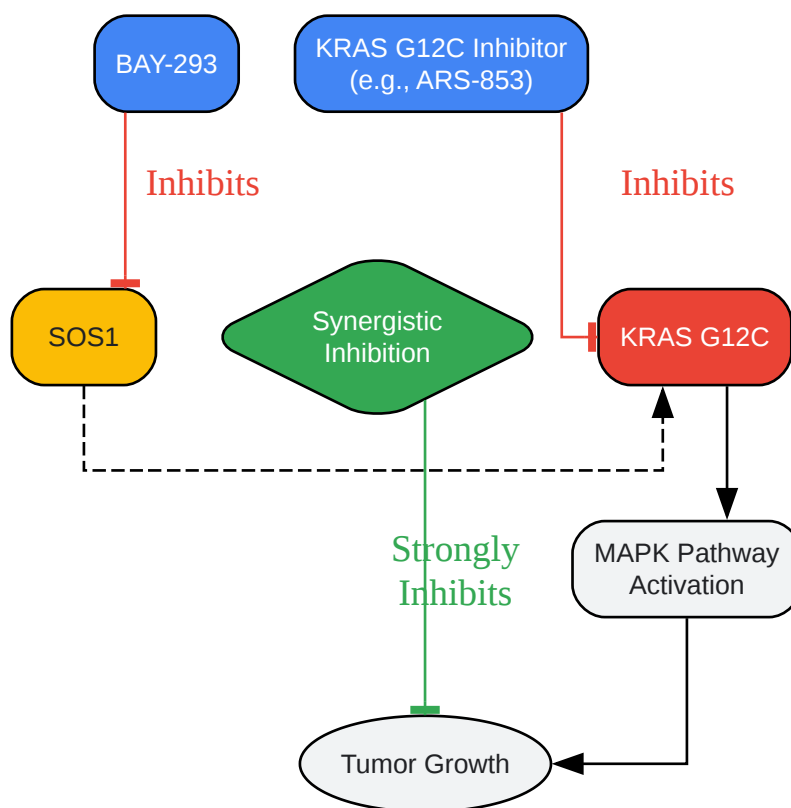 BAY-293
KRAS G12C Inhibitor
(e.g., ARS-853)
Inhibits
Inhibits
SOS1
Synergistic
Inhibition
KRAS G12C
Strongly
Inhibits
MAPK Pathway
Activation
Tumor Growth